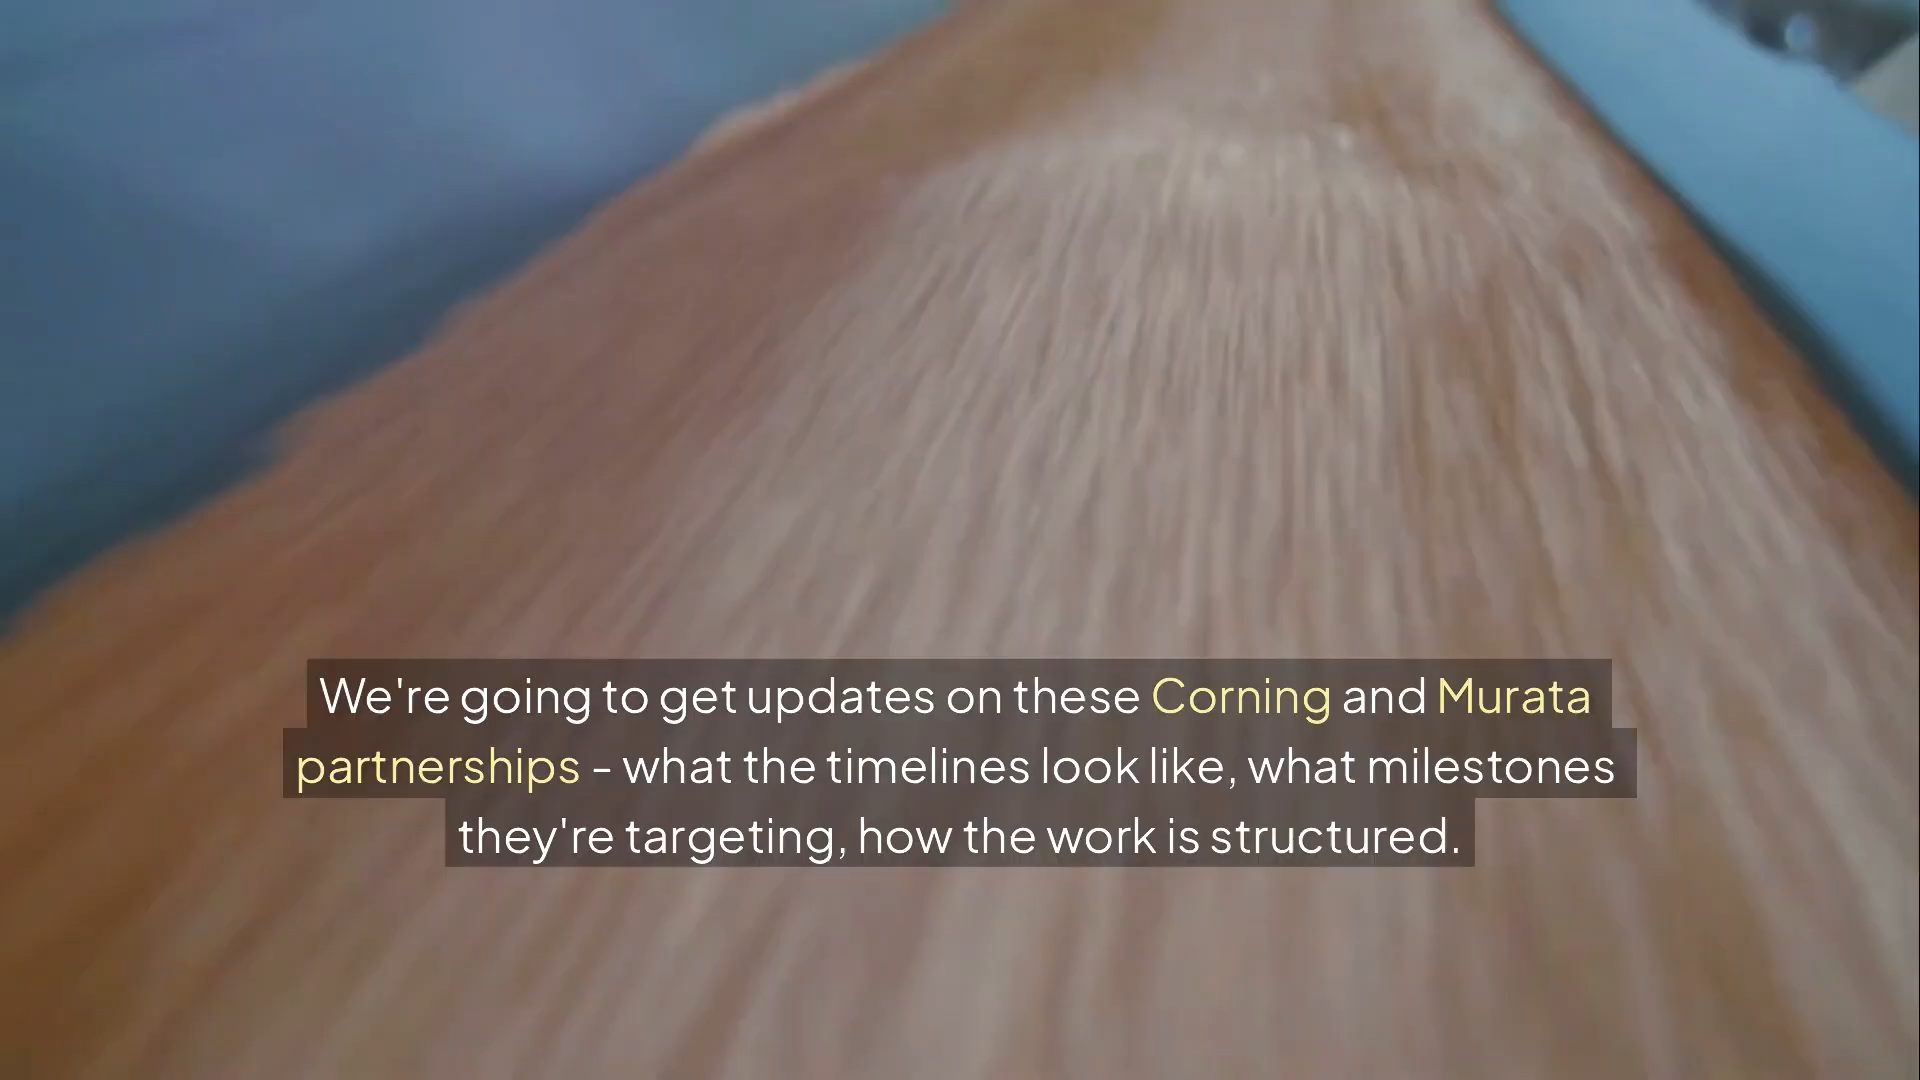 We're going to get updates on these Corning and Murata
partnerships - what the timelines look like, what milestones
they're targeting, how the work is structured.